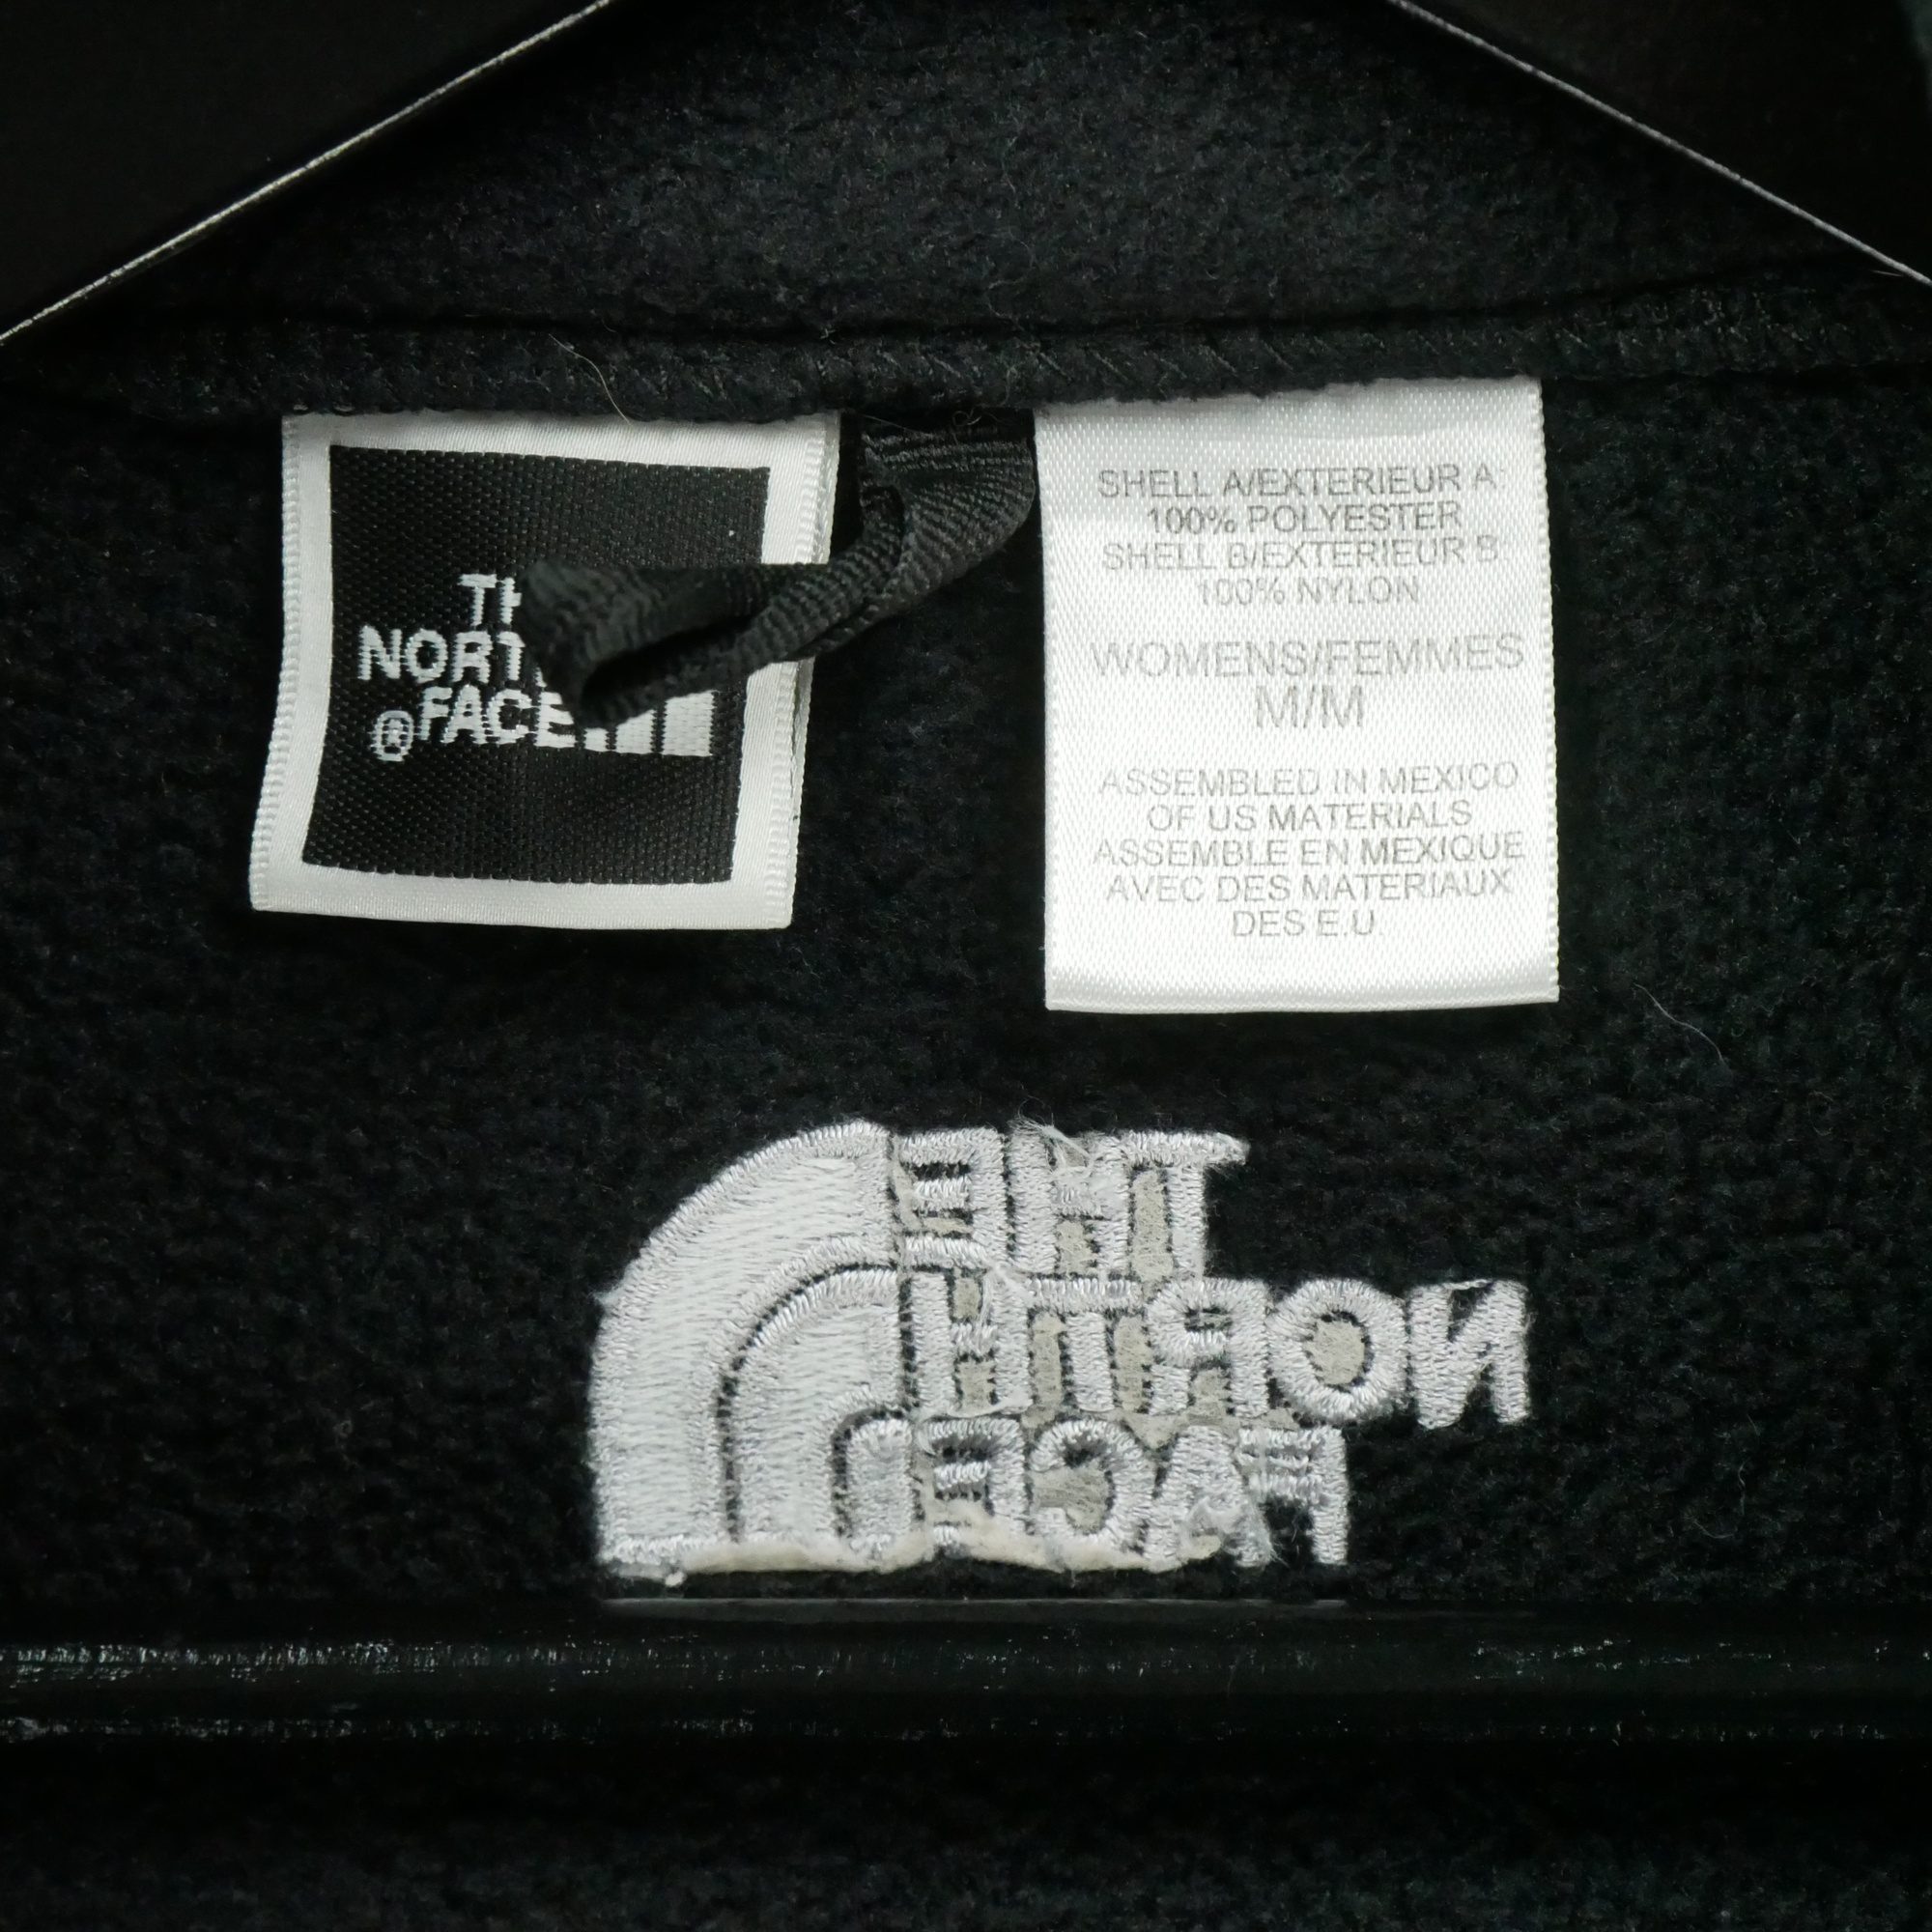 THE
NORTH
FACE
®
SHELL A/EXTERIEUR A
100% POLYESTER
SHELL B/EXTERIEUR B
100% NYLON
WOMENS/FEMMES
M/M
ASSEMBLED IN MEXICO
OF US MATERIALS
ASSEMBLE EN MEXIQUE
AVEC DES MATERIAUX
DES E.U
THE
NORTH
FACE